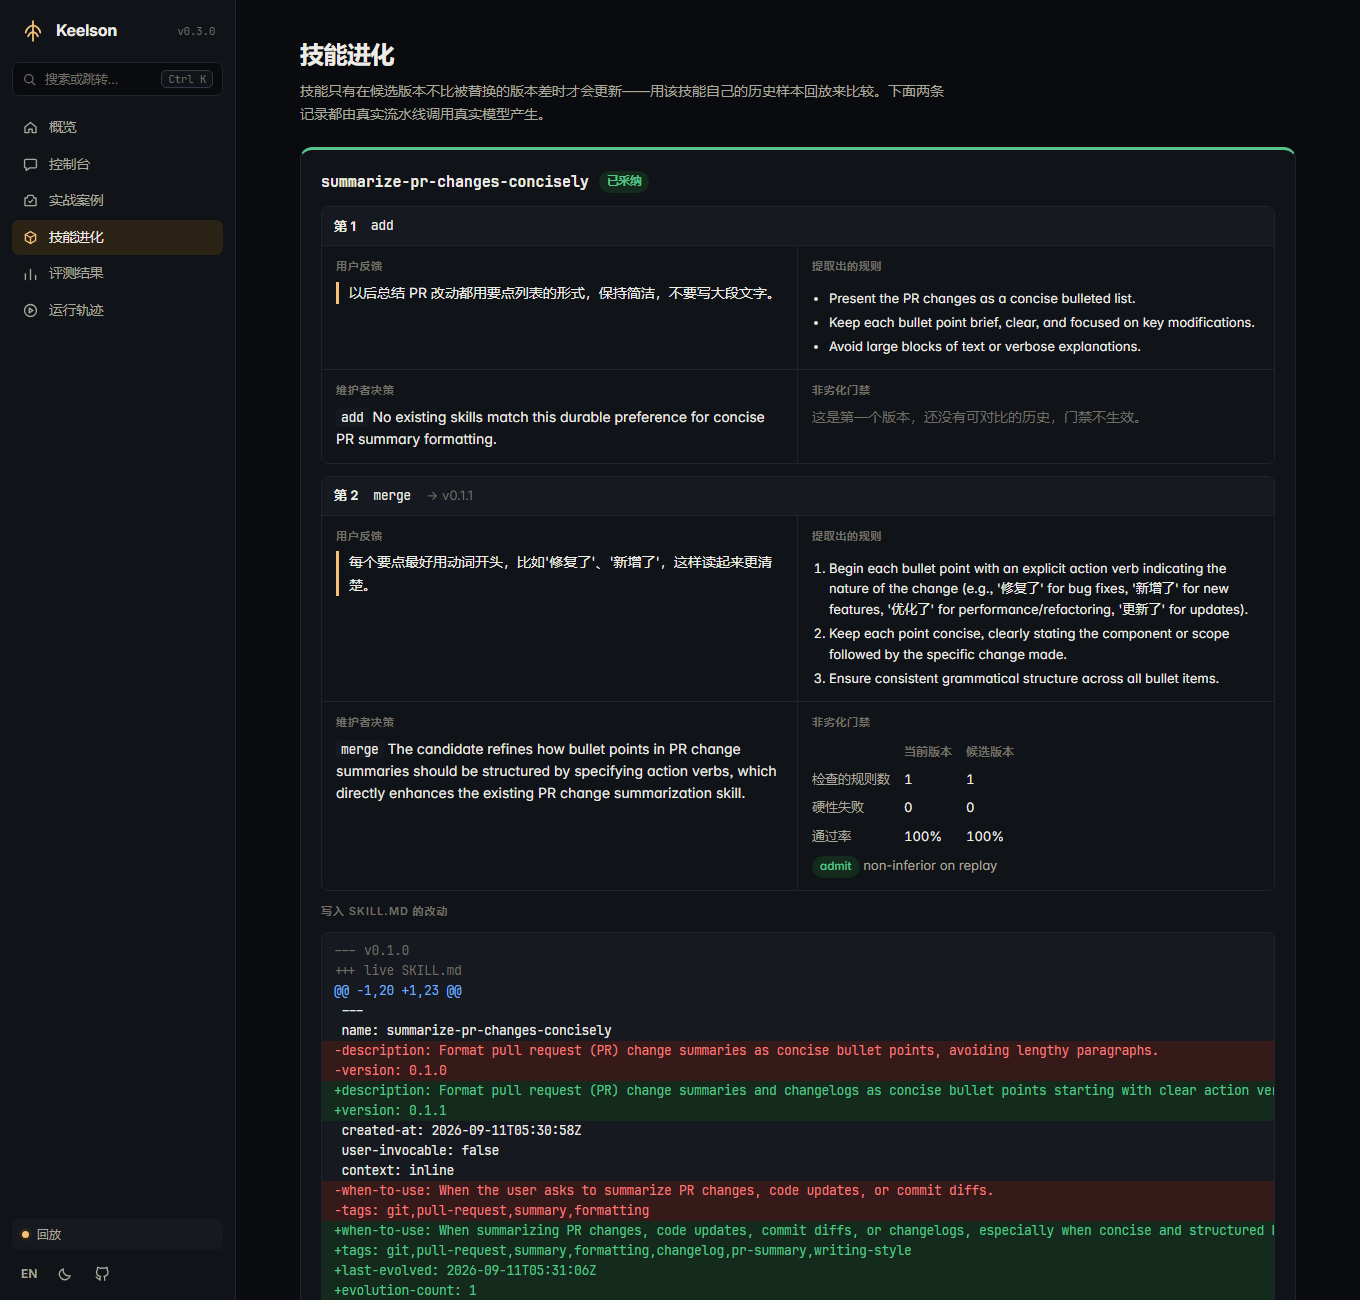 Keelson
v0.3.0
搜索或跳转...
Ctrl K
概览
控制台
实战案例
技能进化
评测结果
运行轨迹
回放
EN
技能进化
技能只有在候选版本不比被替换的版本差时才会更新——用该技能自己的历史样本回放来比较。下面两条
记录都由真实流水线调用真实模型产生。
summarize-pr-changes-concisely 已采纳
第 1 add
用户反馈
以后总结 PR 改动都用要点列表的形式，保持简洁，不要写大段文字。
提取出的规则
• Present the PR changes as a concise bulleted list.
• Keep each bullet point brief, clear, and focused on key modifications.
• Avoid large blocks of text or verbose explanations.
维护者决策
add No existing skills match this durable preference for concise
PR summary formatting.
非劣化门禁
这是第一个版本，还没有可对比的历史，门禁不生效。
第 2 merge → v0.1.1
用户反馈
每个要点最好用动词开头，比如'修复了'、'新增了'，这样读起来更清
楚。
提取出的规则
1. Begin each bullet point with an explicit action verb indicating the
nature of the change (e.g., '修复了' for bug fixes, '新增了' for new
features, '优化了' for performance/refactoring, '更新了' for updates).
2. Keep each point concise, clearly stating the component or scope
followed by the specific change made.
3. Ensure consistent grammatical structure across all bullet items.
维护者决策
merge The candidate refines how bullet points in PR change
summaries should be structured by specifying action verbs, which
directly enhances the existing PR change summarization skill.
非劣化门禁
当前版本 候选版本
检查的规则数 1 1
硬性失败 0 0
通过率 100% 100%
admit non-inferior on replay
写入 SKILL.MD 的改动
--- v0.1.0
+++ live SKILL.md
@@ -1,20 +1,23 @@
---
name: summarize-pr-changes-concisely
-description: Format pull request (PR) change summaries as concise bullet points, avoiding lengthy paragraphs.
-version: 0.1.0
+description: Format pull request (PR) change summaries and changelogs as concise bullet points starting with clear action
+version: 0.1.1
created-at: 2026-09-11T05:30:58Z
user-invocable: false
context: inline
-when-to-use: When the user asks to summarize PR changes, code updates, or commit diffs.
-tags: git,pull-request,summary,formatting
+when-to-use: When summarizing PR changes, code updates, commit diffs, or changelogs, especially when concise and structured
+tags: git,pull-request,summary,formatting,changelog,pr-summary,writing-style
+last-evolved: 2026-09-11T05:31:06Z
+evolution-count: 1